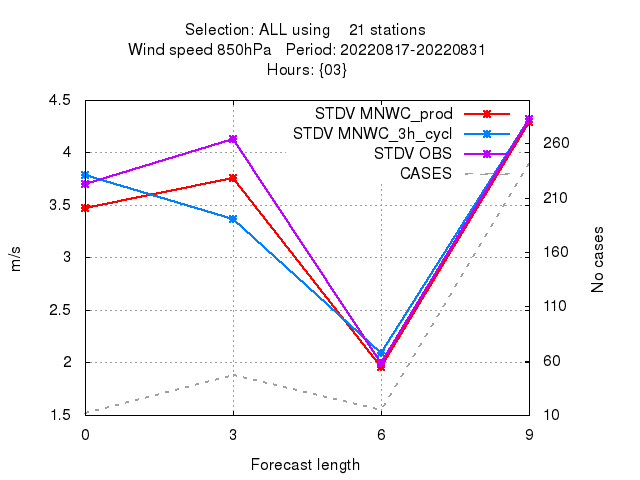 Selection: ALL using    21 stations
Wind speed 850hPa   Period: 20220817-20220831
Hours: {03}
STDV MNWC_prod
STDV MNWC_3h_cycl
STDV OBS
CASES
4.5
4
3.5
3
2.5
2
1.5
m/s
260
210
160
110
60
10
No cases
0 3 6 9
Forecast length